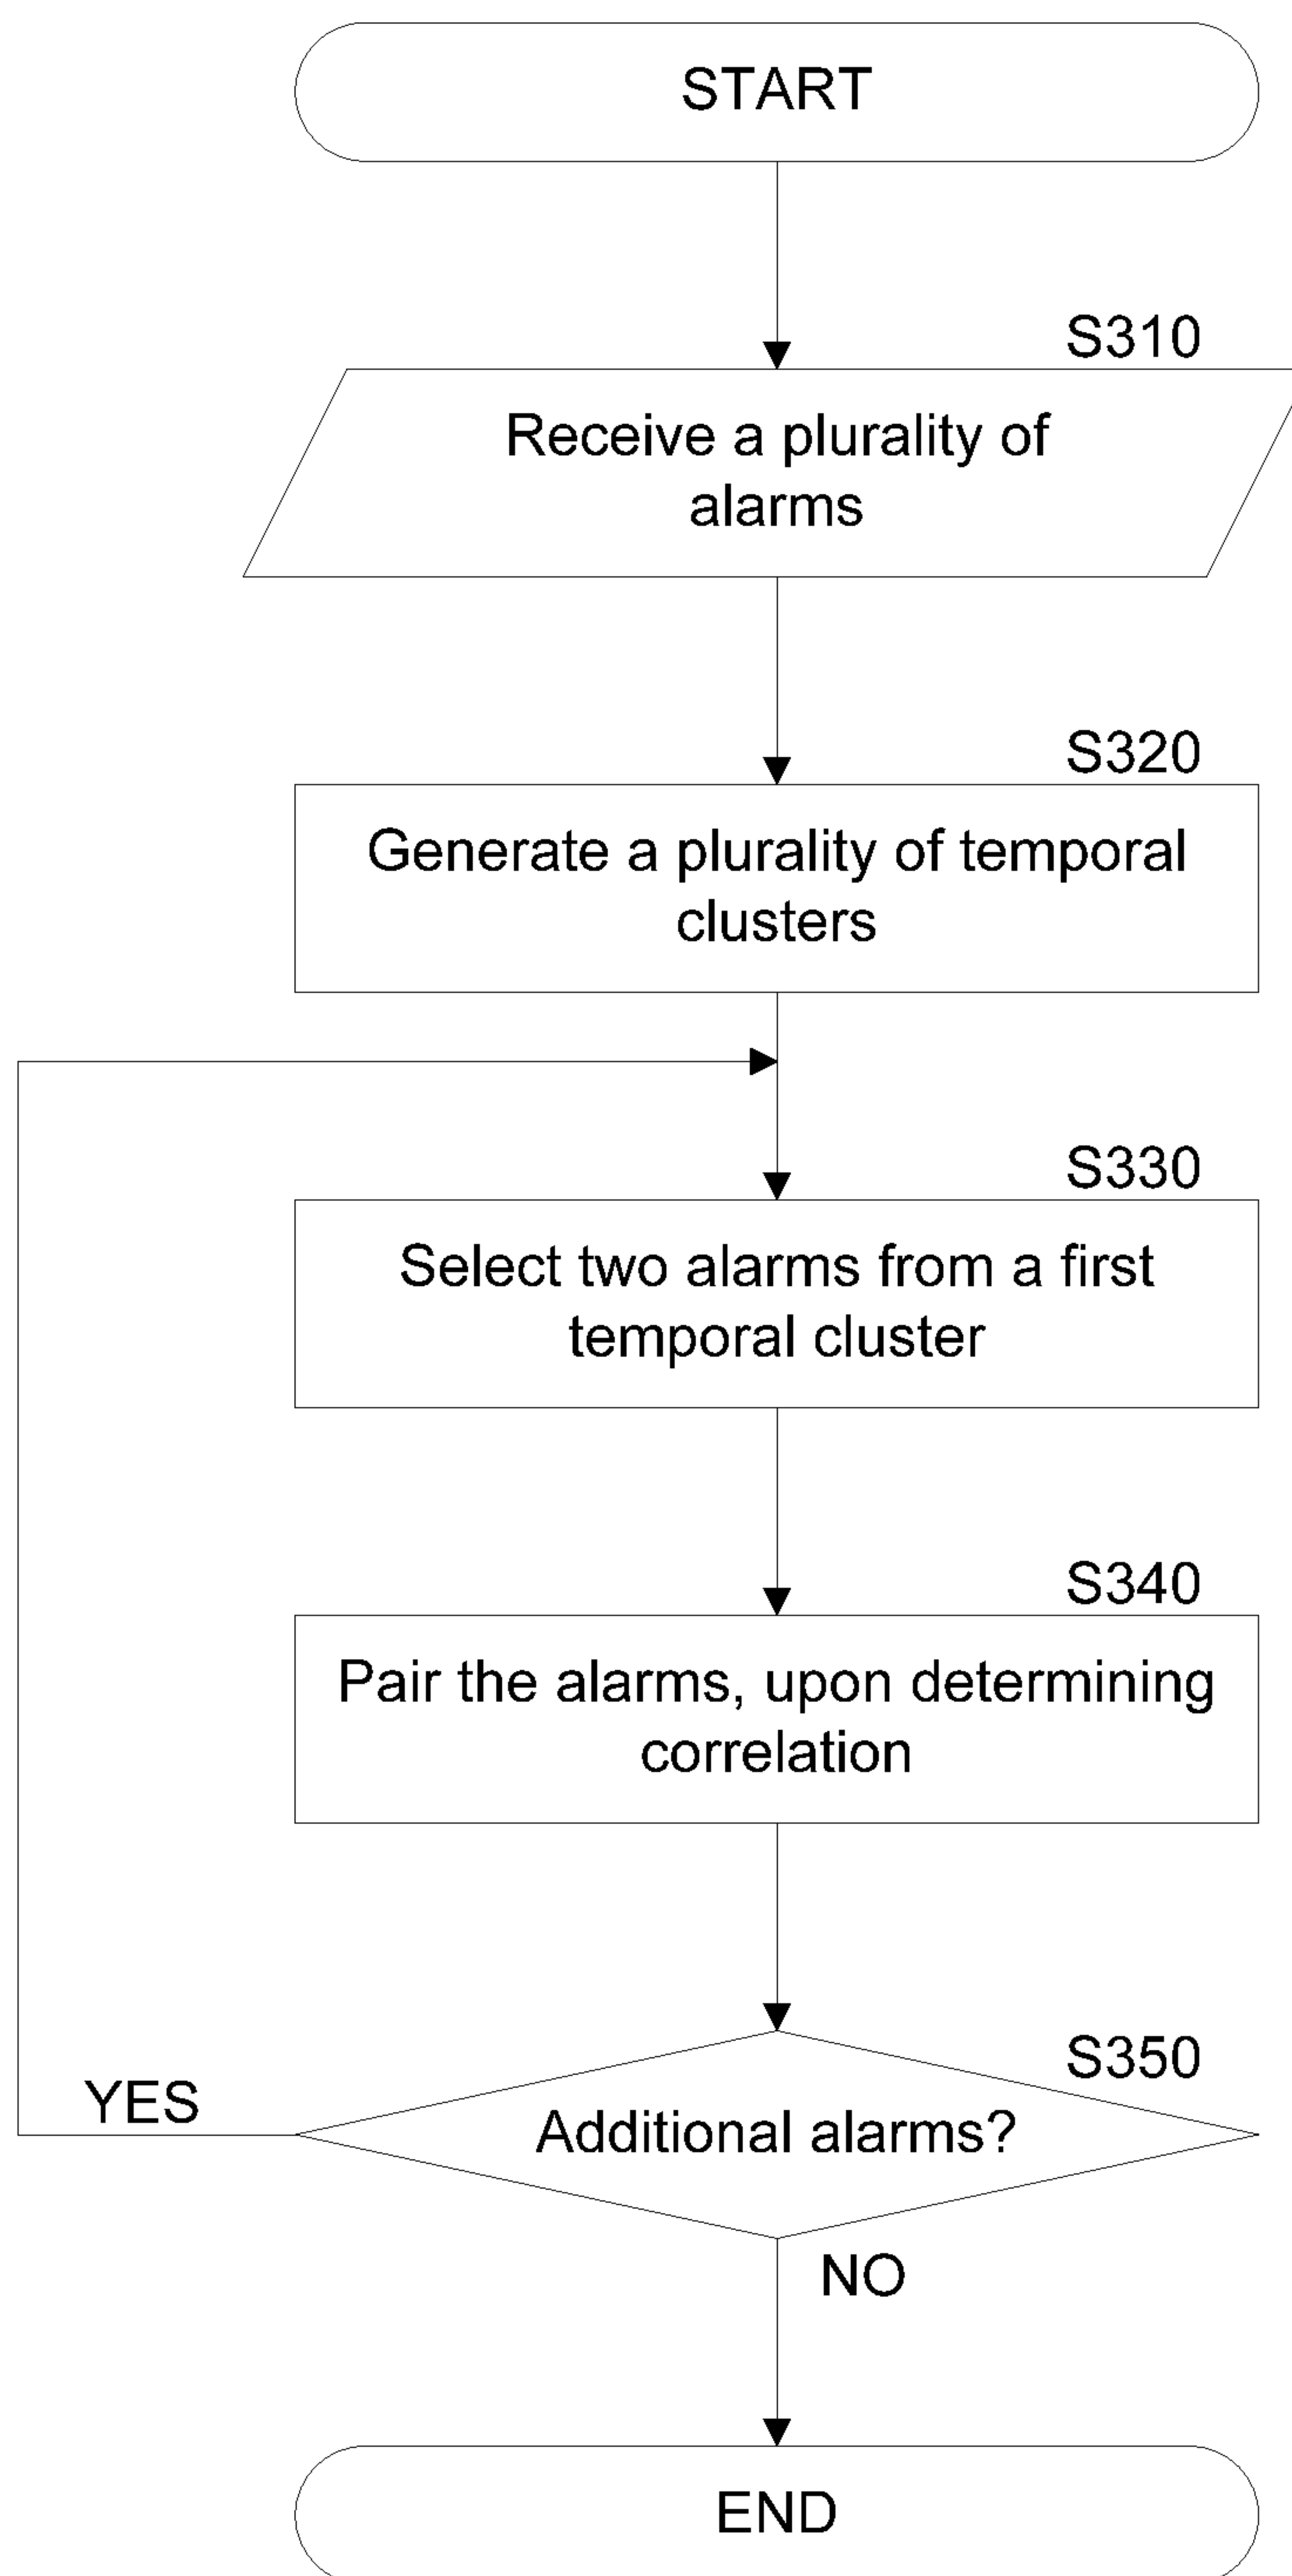 START
S310
Receive a plurality of
alarms
S320
Generate a plurality of temporal
clusters
S330
Select two alarms from a first
temporal cluster
S340
Pair the alarms, upon determining
correlation
S350
YES
Additional alarms?
NO
END